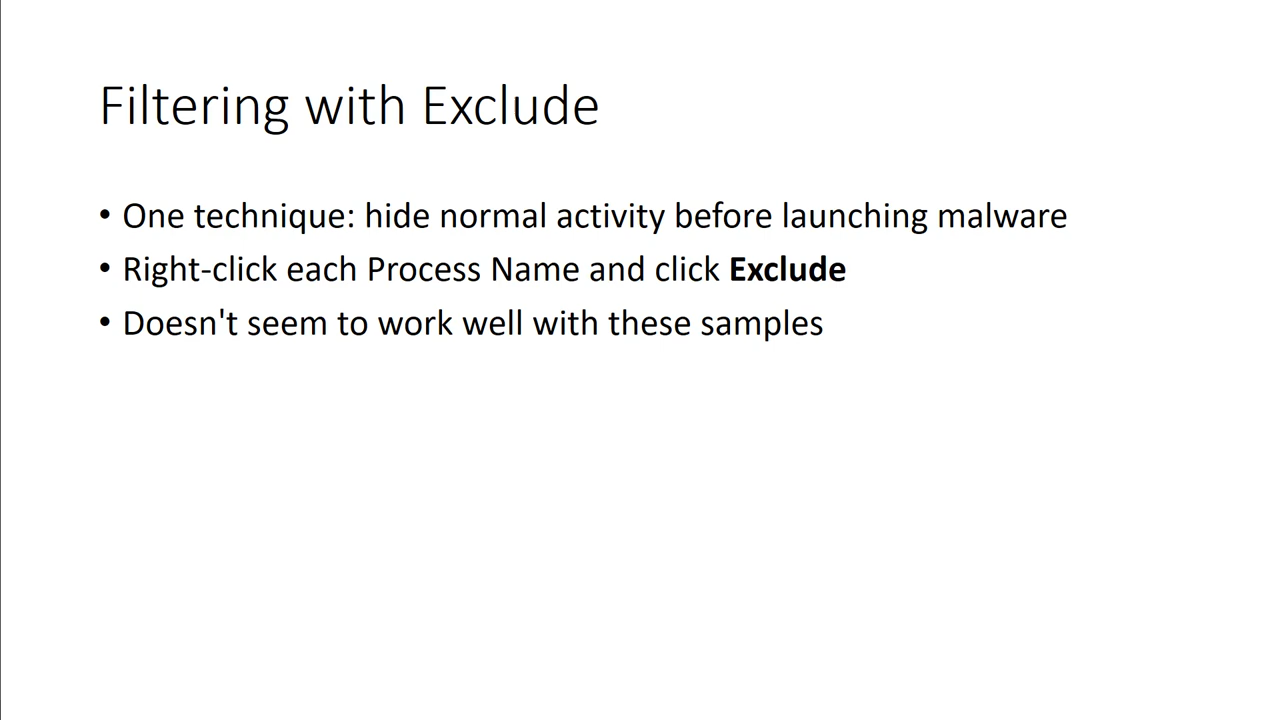 Filtering with Exclude
• One technique: hide normal activity before launching malware
• Right-click each Process Name and click Exclude
• Doesn't seem to work well with these samples